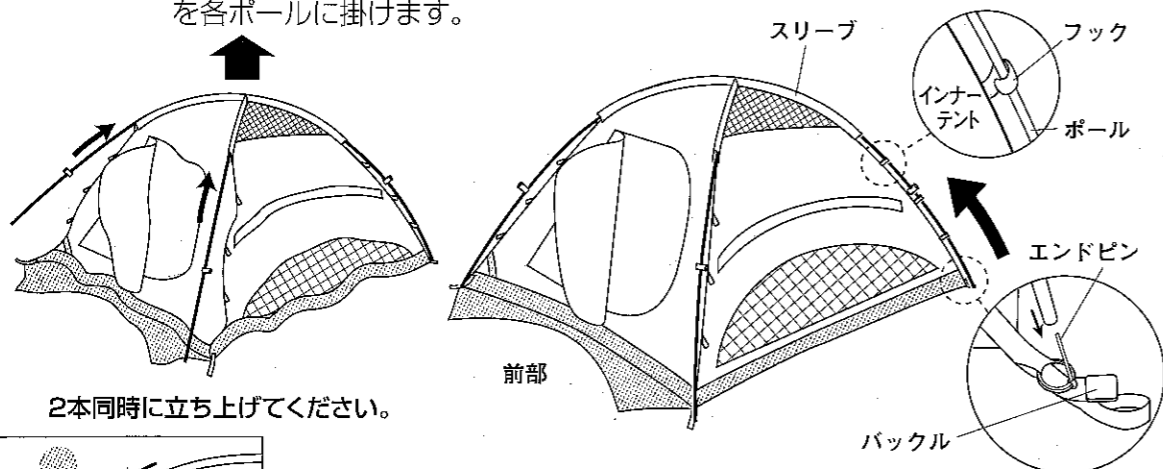 を各ポールに掛けます。
スリーブ
フック
インナー
テント
ポール
エンドピン
前部
2本同時に立ち上げてください。
バックル